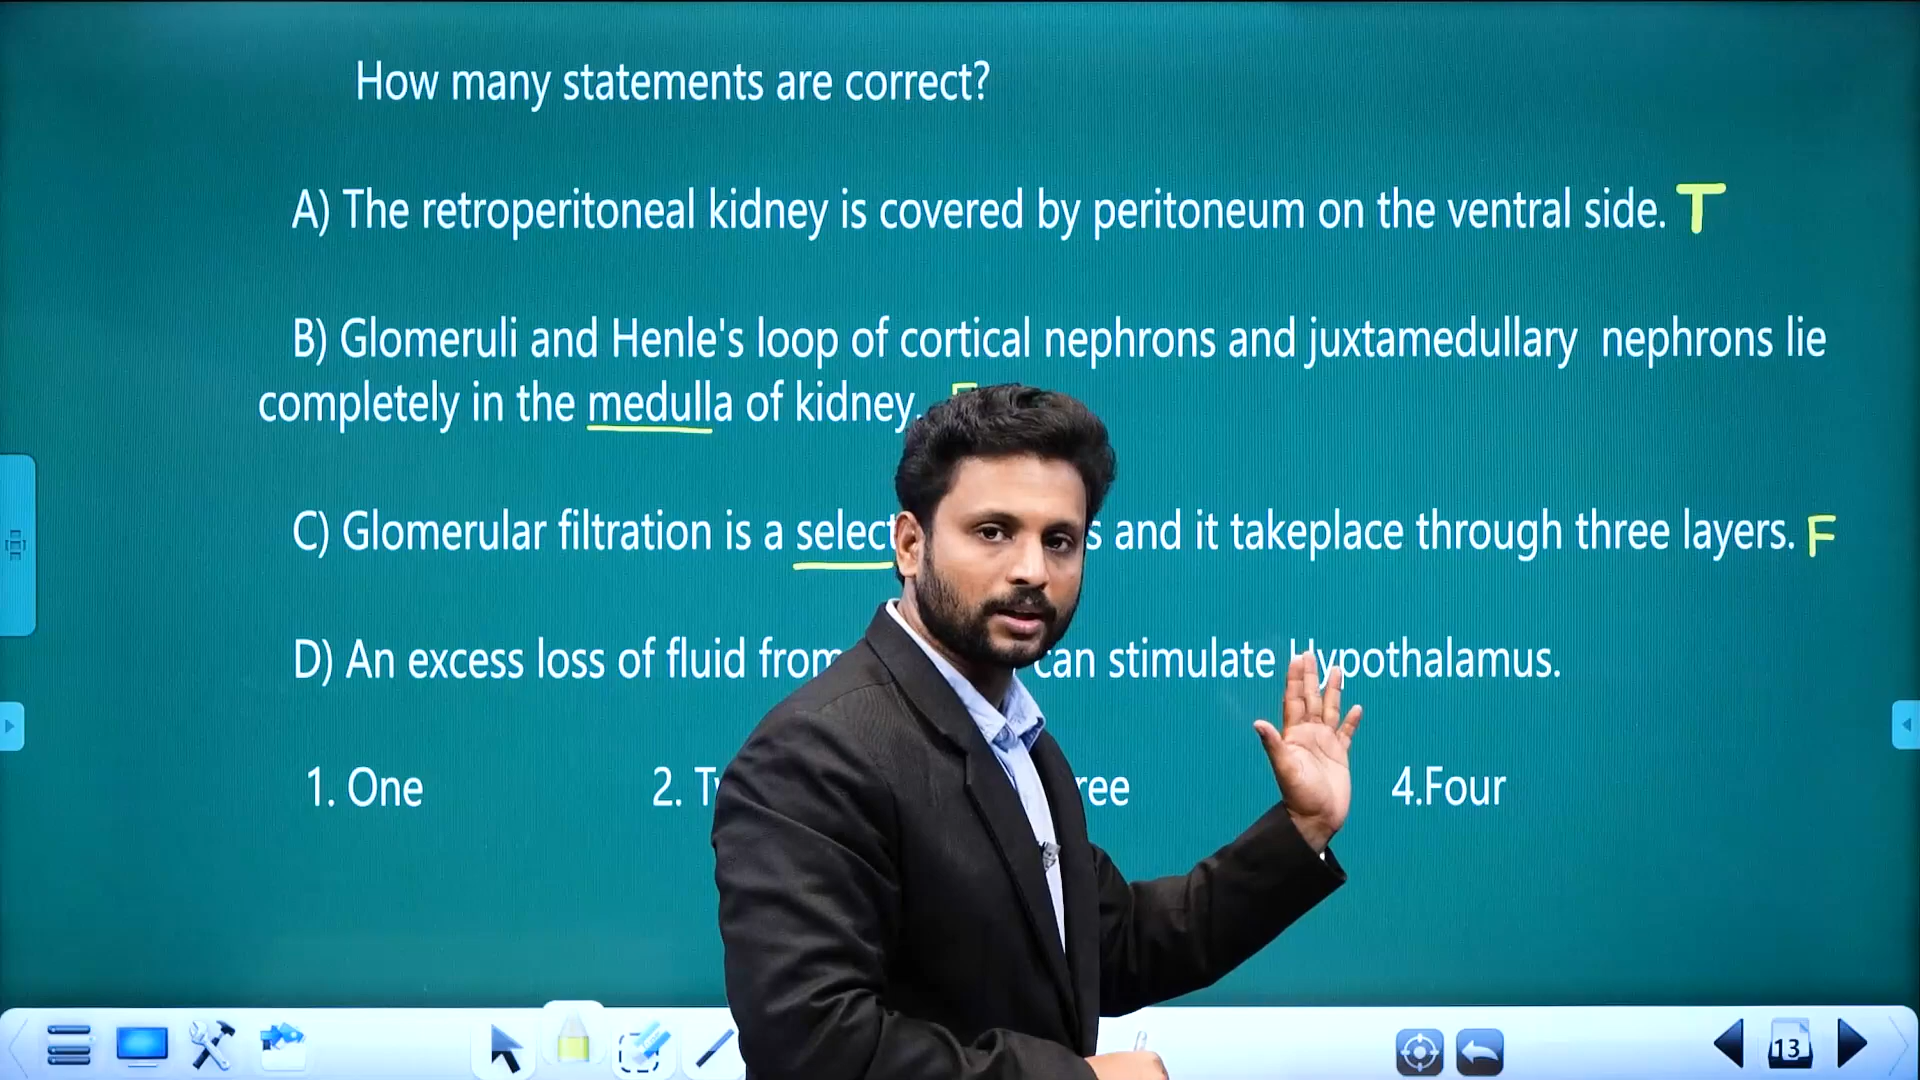 How many statements are correct?
A) The retroperitoneal kidney is covered by peritoneum on the ventral side. T
B) Glomeruli and Henle's loop of cortical nephrons and juxtamedullary nephrons lie
completely in the medulla of kidney.
C) Glomerular filtration is a and it takeplace through three layers. F
D) An excess loss of fluid from can stimulate Hypothalamus.
1. One 2. 4.Four
13